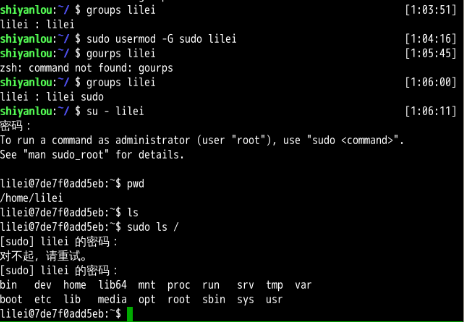 shiyanlou:~/ $ groups lilei [1:03:51]
lilei : lilei
shiyanlou:~/ $ sudo usermod -G sudo lilei [1:04:16]
shiyanlou:~/ $ gourps lilei [1:05:45]
zsh: command not found: gourps
shiyanlou:~/ $ groups lilei [1:06:00]
lilei : lilei sudo
shiyanlou:~/ $ su - lilei [1:06:11]
密码：
To run a command as administrator (user "root"), use "sudo <command>".
See "man sudo_root" for details.
lilei@7de7f0add5eb:~$ pwd
/home/lilei
lilei@7de7f0add5eb:~$ ls
lilei@7de7f0add5eb:~$ sudo ls /
[sudo] lilei 的密码：
对不起，请重试。
[sudo] lilei 的密码：
bin dev home lib64 mnt proc run srv tmp var
boot etc lib media opt root sbin sys usr
lilei@7de7f0add5eb:~$